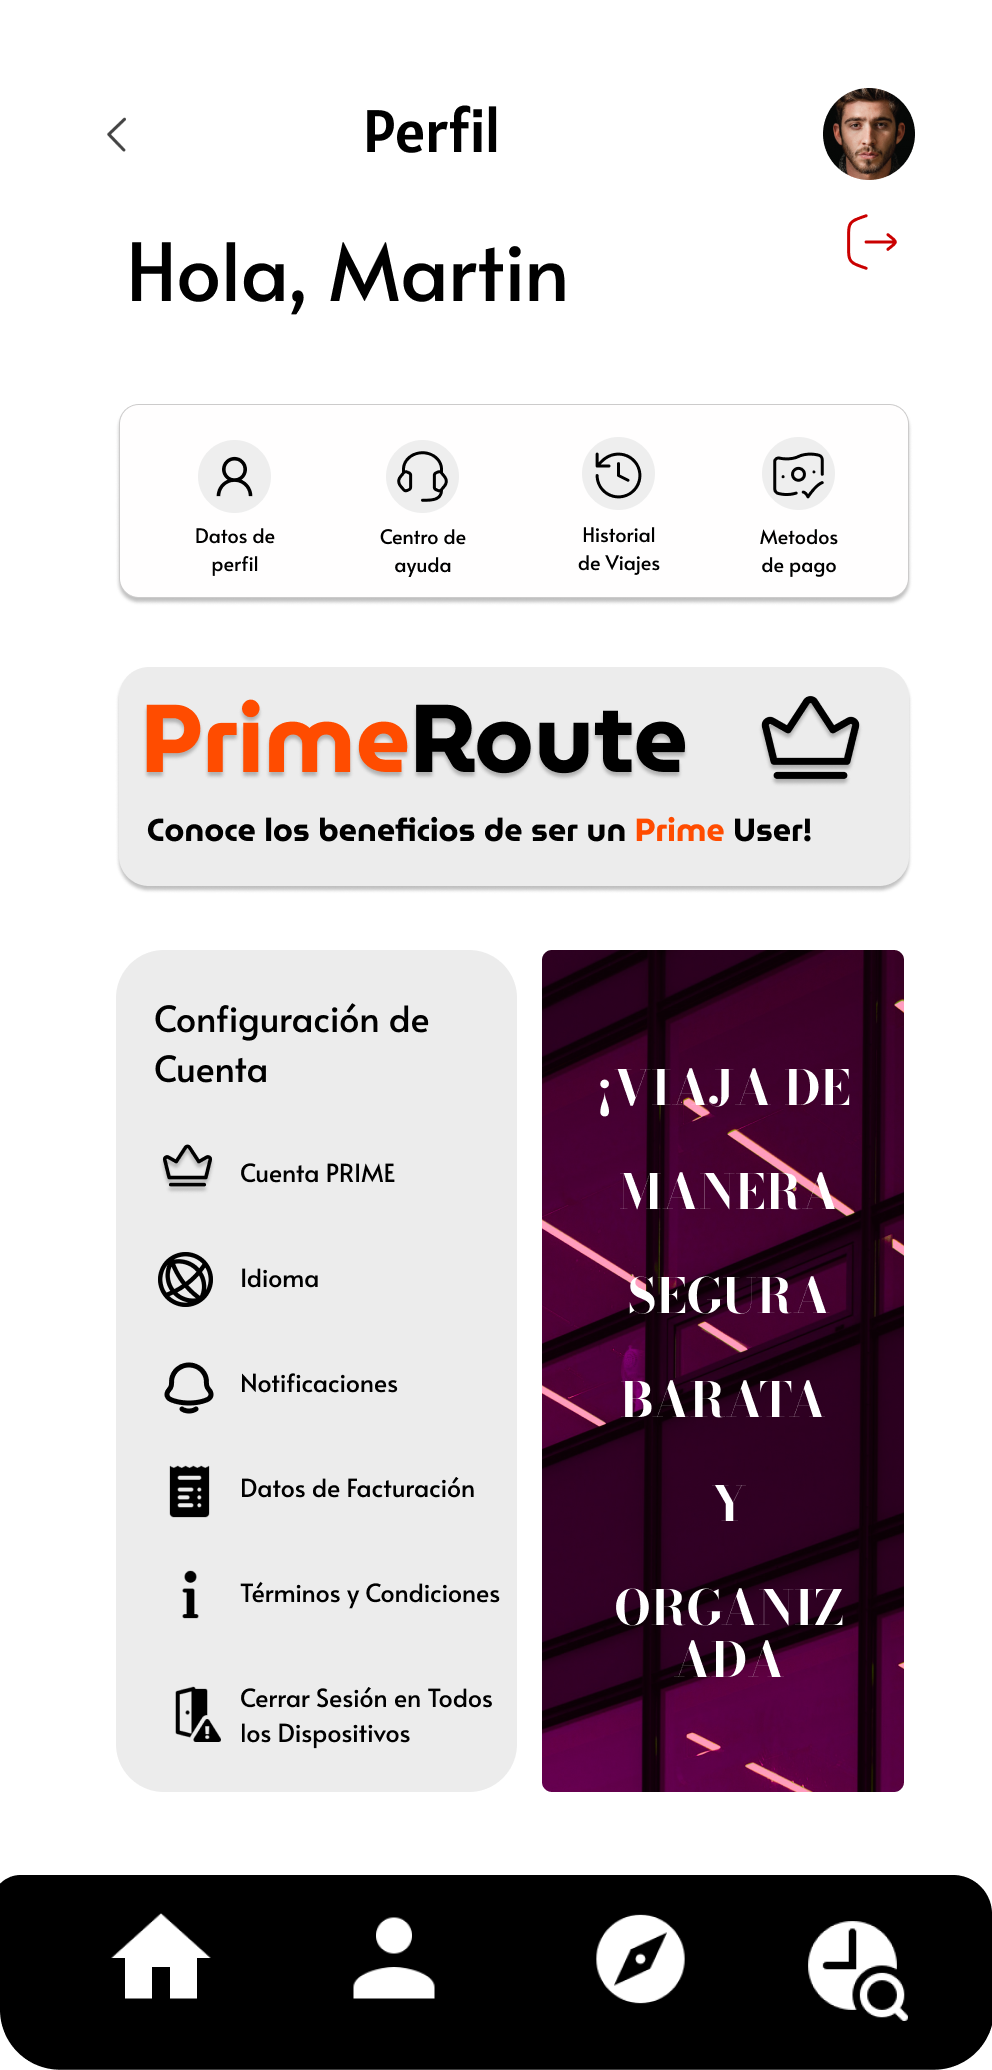 Perfil
Hola, Martin
Datos de
perfil
Centro de
ayuda
Historial
de Viajes
Metodos
de pago
PrimeRoute
Conoce los beneficios de ser un Prime User!
Configuración de
Cuenta
Cuenta PRIME
Idioma
Notificaciones
Datos de Facturación
Términos y Condiciones
Cerrar Sesión en Todos
los Dispositivos
¡VIAJA DE
MANERA
SEGURA
BARATA
Y
ORGANIZ
ADA